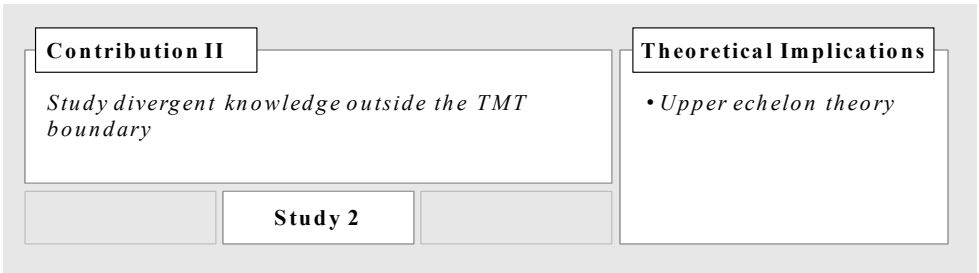 Contribution II
Study divergent knowledge outside the TMT
boundary
Study 2
Theoretical Implications
• Upper echelon theory